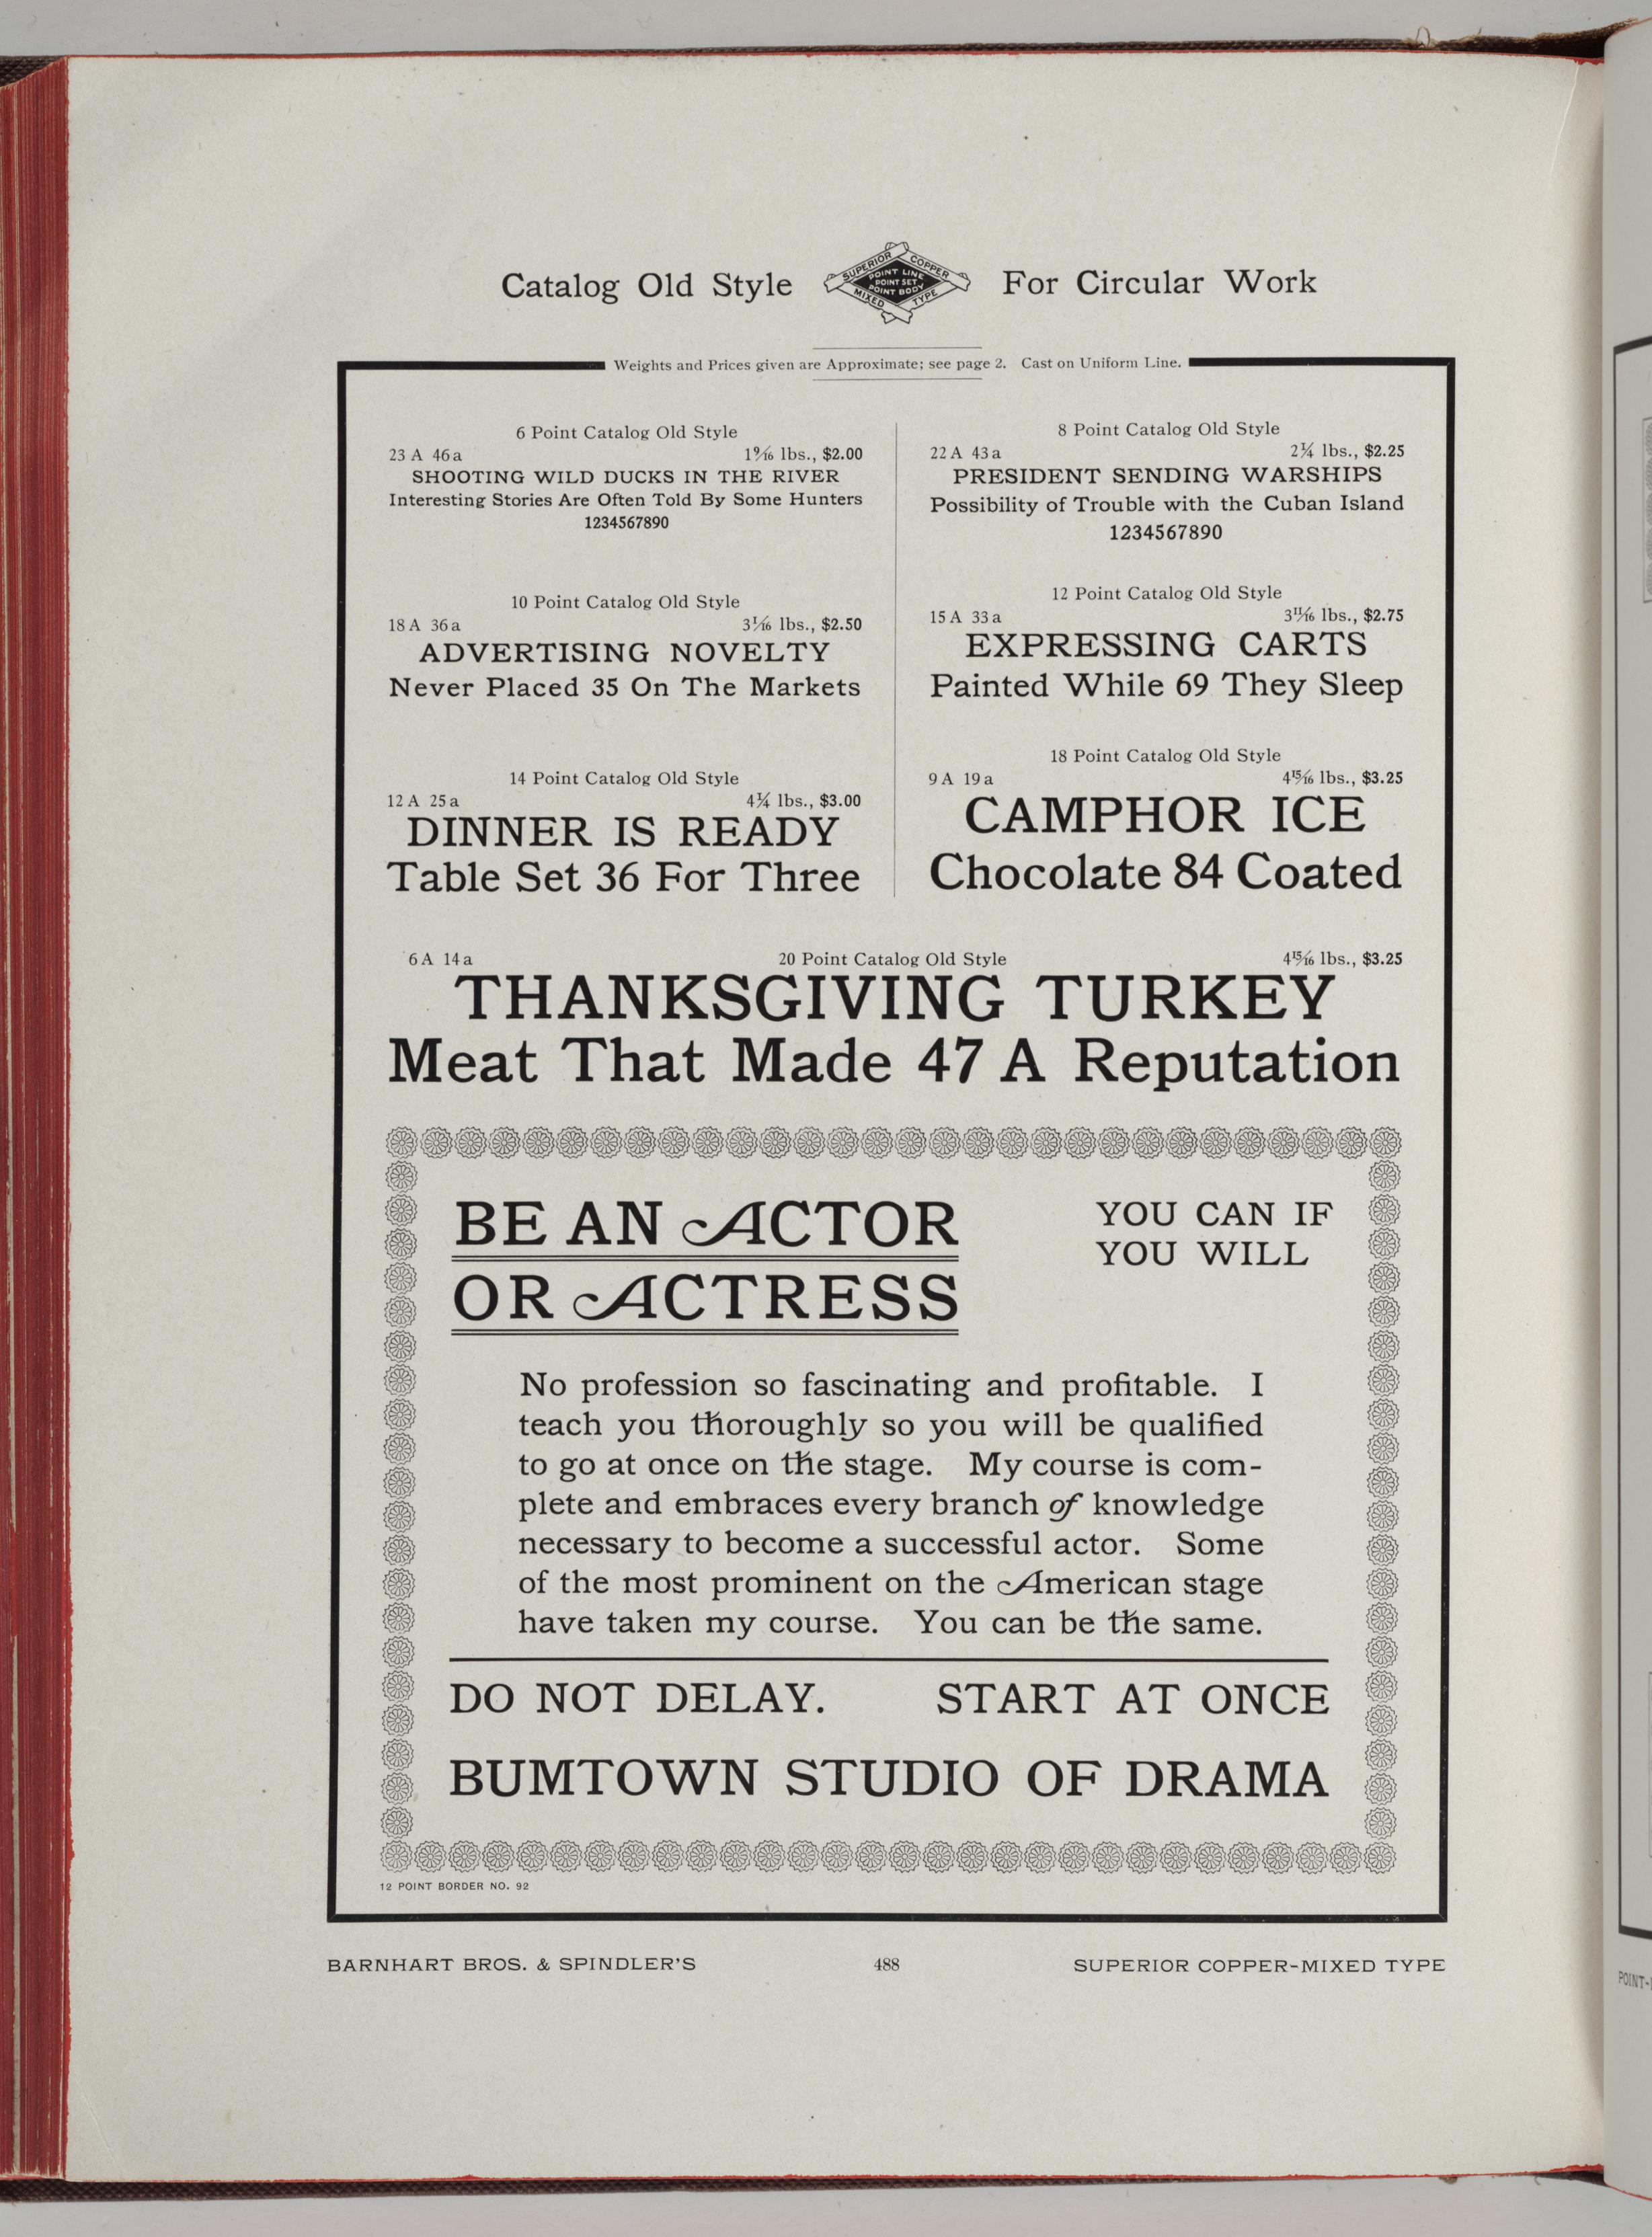 Catalog Old Style
SUPERIOR COPPER
POINT LINE
POINT SET
POINT BODY
MIXED TYPE
For Circular Work
Weights and Prices given are Approximate; see page 2. Cast on Uniform Line.
6 Point Catalog Old Style
23 A 46 a 1 9/16 lbs., $2.00
SHOOTING WILD DUCKS IN THE RIVER
Interesting Stories Are Often Told By Some Hunters
1234567890
8 Point Catalog Old Style
22 A 43 a 2¼ lbs., $2.25
PRESIDENT SENDING WARSHIPS
Possibility of Trouble with the Cuban Island
1234567890
10 Point Catalog Old Style
18 A 36 a 3 1/16 lbs., $2.50
ADVERTISING NOVELTY
Never Placed 35 On The Markets
12 Point Catalog Old Style
15 A 33 a 3 11/16 lbs., $2.75
EXPRESSING CARTS
Painted While 69 They Sleep
14 Point Catalog Old Style
12 A 25 a 4¼ lbs., $3.00
DINNER IS READY
Table Set 36 For Three
18 Point Catalog Old Style
9 A 19 a 4 15/16 lbs., $3.25
CAMPHOR ICE
Chocolate 84 Coated
6 A 14 a 20 Point Catalog Old Style 4 15/16 lbs., $3.25
THANKSGIVING TURKEY
Meat That Made 47 A Reputation
BE AN ACTOR
OR ACTRESS
YOU CAN IF
YOU WILL
No profession so fascinating and profitable. I
teach you thoroughly so you will be qualified
to go at once on the stage. My course is com-
plete and embraces every branch of knowledge
necessary to become a successful actor. Some
of the most prominent on the American stage
have taken my course. You can be the same.
DO NOT DELAY. START AT ONCE
BUMTOWN STUDIO OF DRAMA
12 POINT BORDER NO. 92
BARNHART BROS. & SPINDLER'S 488 SUPERIOR COPPER-MIXED TYPE
POINT-